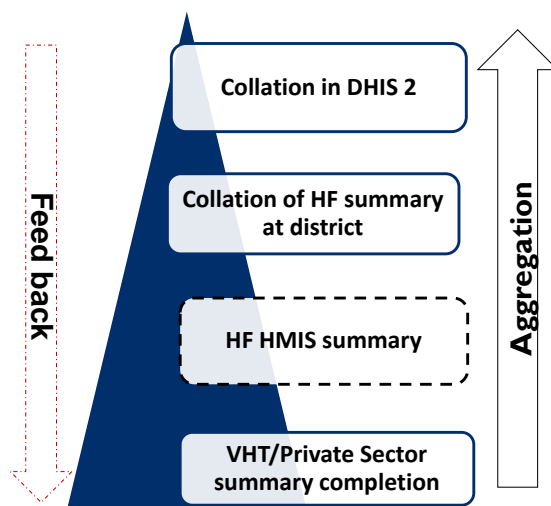 Collation in DHIS 2
Collation of HF summary
at district
HF HMIS summary
VHT/Private Sector
summary completion
Feed back
Aggregation